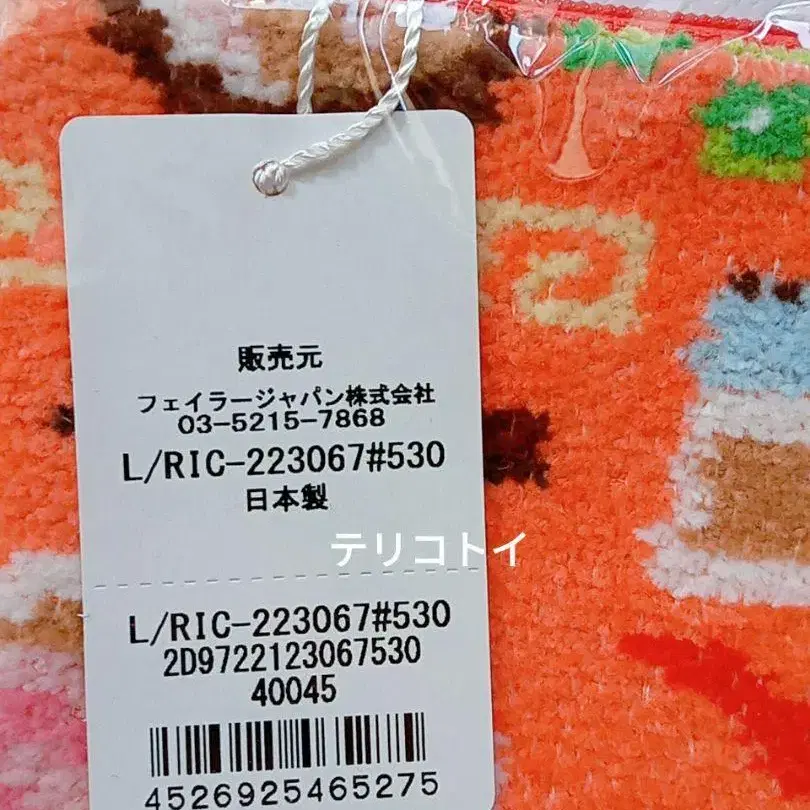 販売元
フェイラージャパン株式会社
03-5215-7868
L/RIC-223067#530
日本製
テリコトイ
L/RIC-223067#530
2D9722123067530
40045
4526925465275